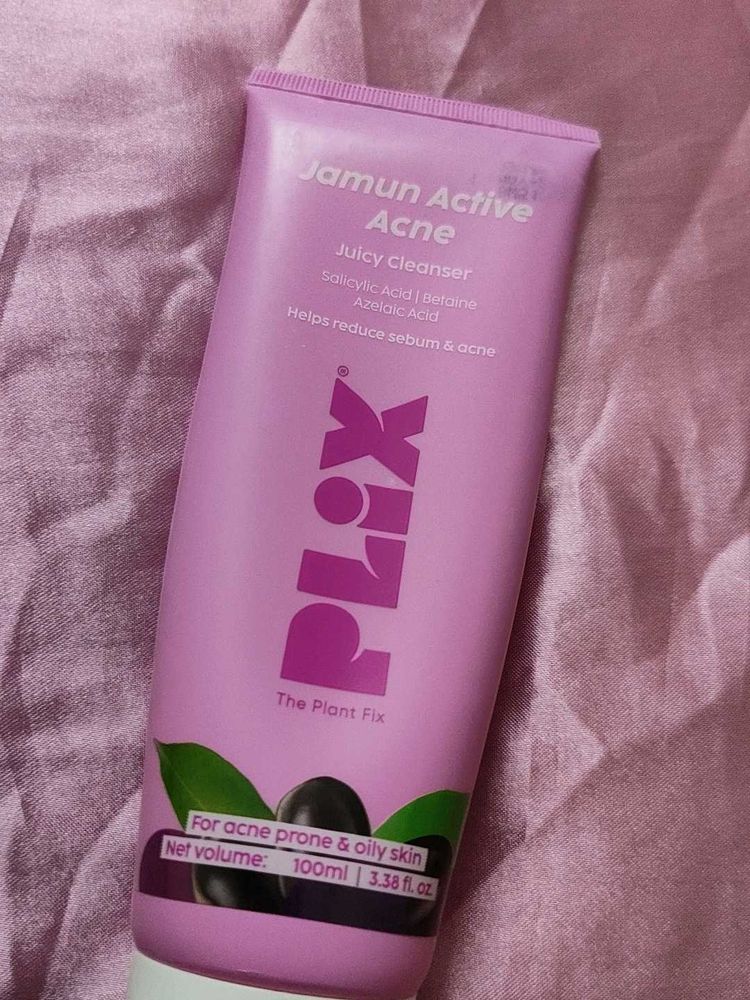 Jamun Active
Acne
Juicy Cleanser
Salicylic Acid | Betaine
Azelaic Acid
Helps reduce sebum & acne
PLiX®
The Plant Fix
For acne prone & oily skin
Net volume: 100ml | 3.38 fl. oz.